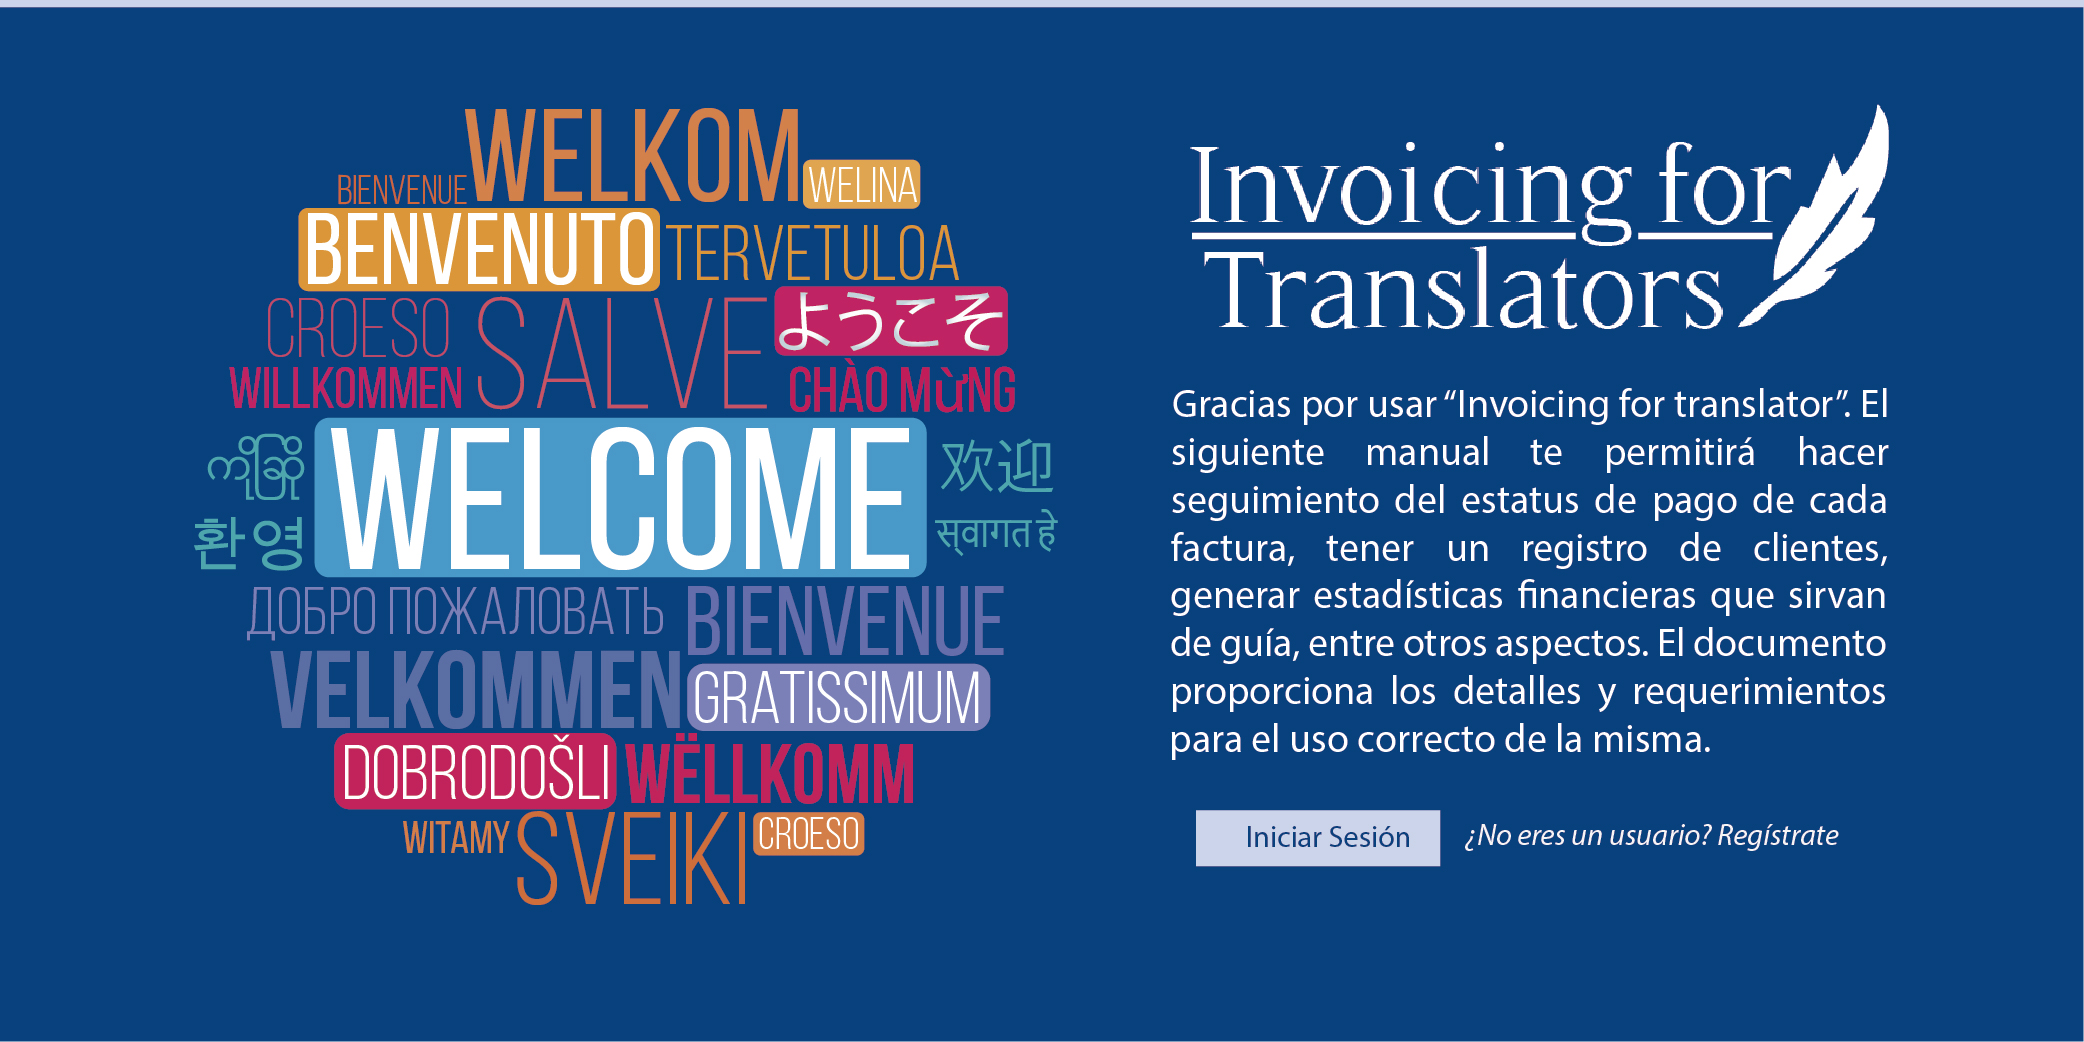 WELKOM
BIENVENUE
WELINA
BENVENUTO
TERVETULOA
CROESO
SALVE
ようこそ
WILLKOMMEN
CHÀO MỪNG
WELCOME
欢迎
환영
स्वागत हे
ДОБРО ПОЖАЛОВАТЬ
BIENVENUE
VELKOMMEN
GRATISSIMUM
DOBRODOŠLI
WËLLKOMM
WITAMY
SVEIKI
CROESO
Invoicing for
Translators
Gracias por usar “Invoicing for translator”. El
siguiente manual te permitirá hacer
seguimiento del estatus de pago de cada
factura, tener un registro de clientes,
generar estadísticas financieras que sirvan
de guía, entre otros aspectos. El documento
proporciona los detalles y requerimientos
para el uso correcto de la misma.
Iniciar Sesión
¿No eres un usuario? Regístrate